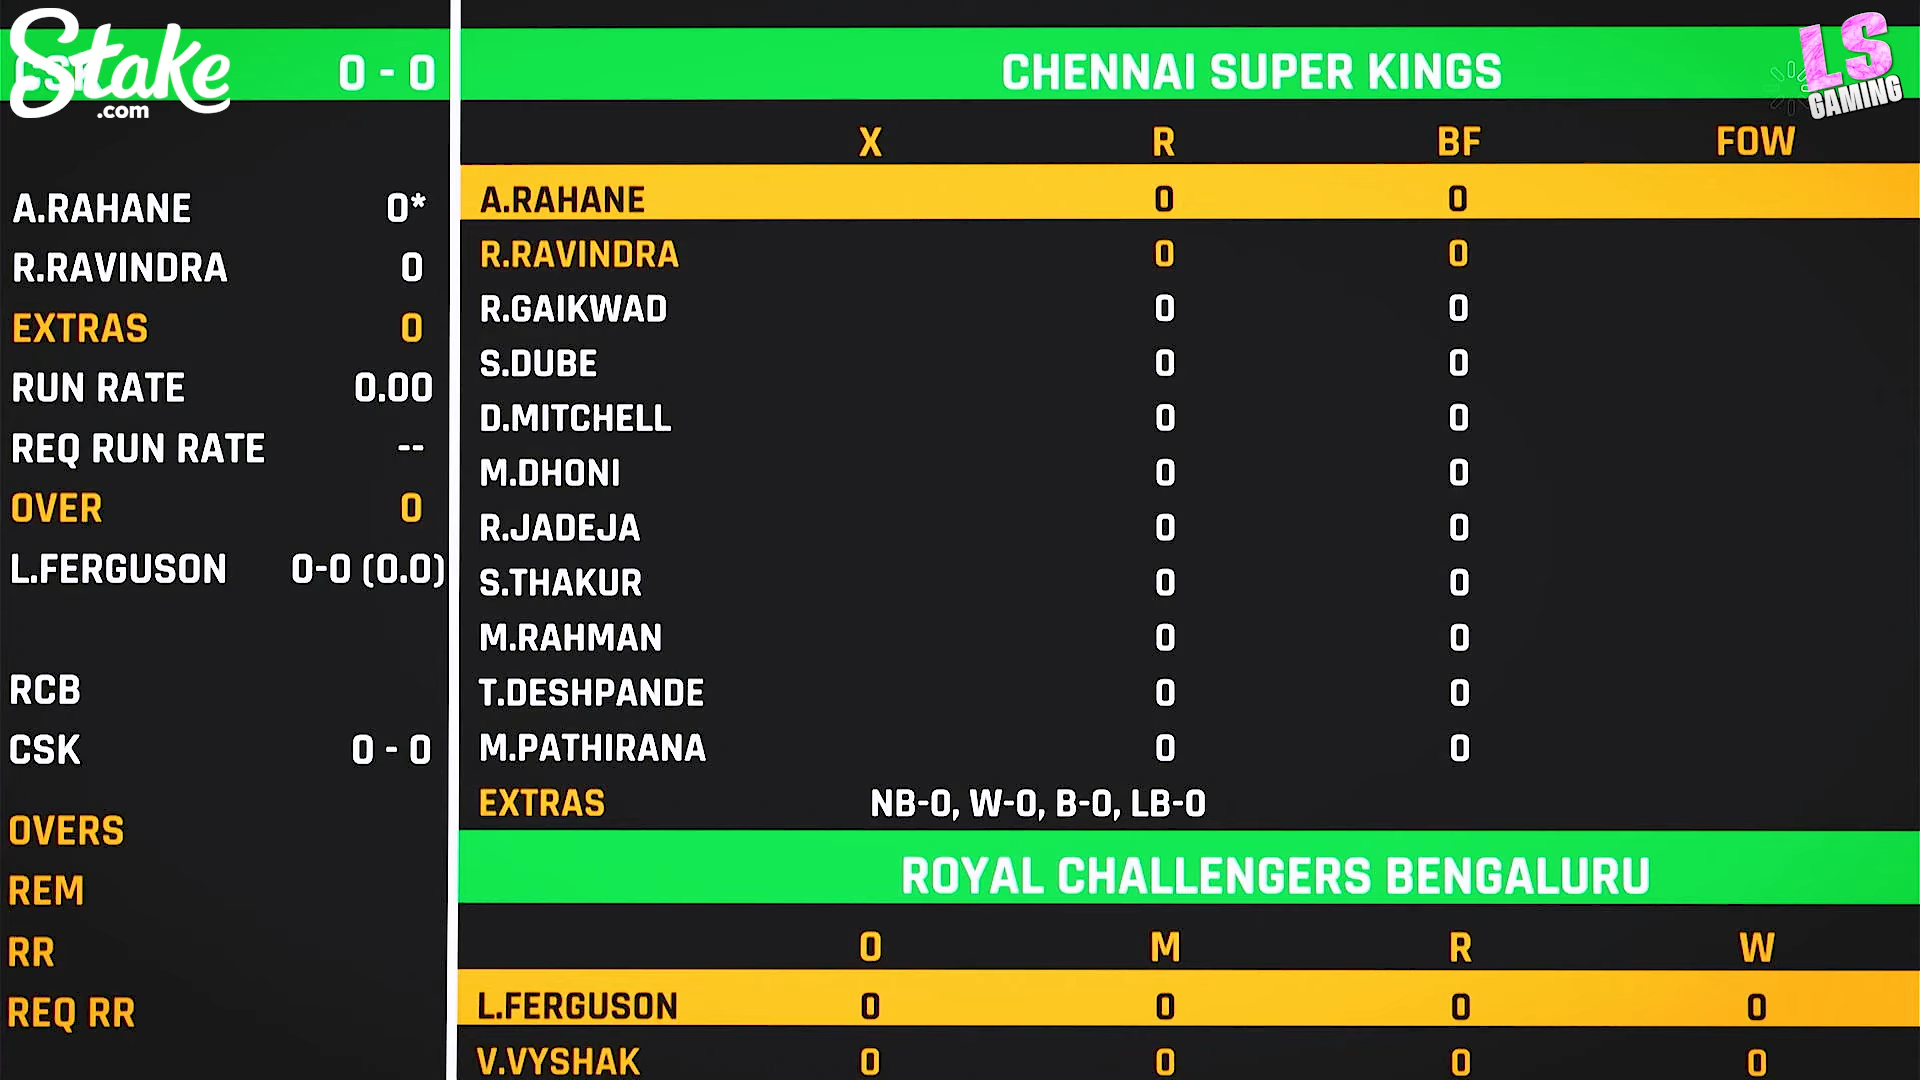 Stake
.com
CSK 0 - 0
A.RAHANE 0*
R.RAVINDRA 0
EXTRAS 0
RUN RATE 0.00
REQ RUN RATE --
OVER 0
L.FERGUSON 0-0 (0.0)
RCB
CSK 0 - 0
OVERS
REM
RR
REQ RR
CHENNAI SUPER KINGS
LS
GAMING
X R BF FOW
A.RAHANE 0 0
R.RAVINDRA 0 0
R.GAIKWAD 0 0
S.DUBE 0 0
D.MITCHELL 0 0
M.DHONI 0 0
R.JADEJA 0 0
S.THAKUR 0 0
M.RAHMAN 0 0
T.DESHPANDE 0 0
M.PATHIRANA 0 0
EXTRAS NB-0, W-0, B-0, LB-0
ROYAL CHALLENGERS BENGALURU
O M R W
L.FERGUSON 0 0 0 0
V.VYSHAK 0 0 0 0